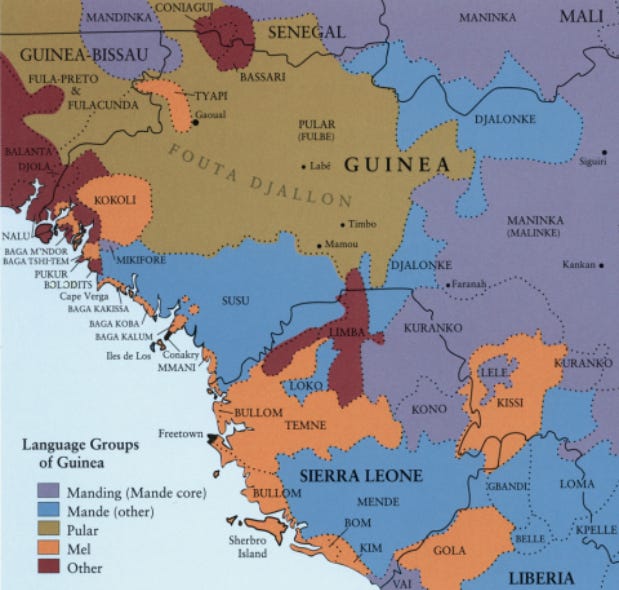 CONIAGUI
MANDINKA
MANINKA
MALI
SENEGAL
GUINEA-BISSAU
BASSARI
FULA-PRETO
&
FULACUNDA
TYAPI
Gaoual
DJALONKE
PULAR
(FULBE)
BALANTA
DJOLA
FOUTA DJALLON
Labé
GUINEA
Siguiri
KOKOLI
Timbo
MANINKA
(MALINKE)
NALU
Mamou
BAGA M'NDOR
BAGA TSHI-TEM
MIKIFORE
DJALONKE
Kankan
PUKUR
BOLODITS
Faranah
Cape Verga
SUSU
BAGA KAKISSA
BAGA KOBA
LIMBA
KURANKO
BAGA KALUM
Iles de Los
Conakry
MMANI
LELE
KURANKO
LOKO
KISSI
BULLOM
KONO
TEMNE
Freetown
Language Groups
of Guinea
SIERRA LEONE
GBANDI
LOMA
Manding (Mande core)
BULLOM
MENDE
Mande (other)
BOM
Pular
KPELLE
Mel
Sherbro
Island
KIM
GOLA
BELLE
Other
VAI
LIBERIA